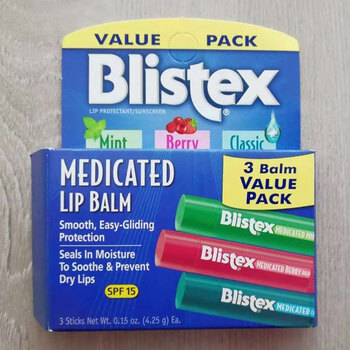 VALUE PACK
Blistex
LIP PROTECTANT/SUNSCREEN
Mint Berry Classic
MEDICATED
LIP BALM
3 Balm
VALUE
PACK
Smooth, Easy-Gliding
Protection
Seals in Moisture
To Soothe & Prevent
Dry Lips
SPF 15
Blistex MEDICATED
Blistex MEDICATED BERRY BALM
Blistex MEDICATED
3 Sticks Net Wt. 0.15 oz. (4.25 g) Ea.